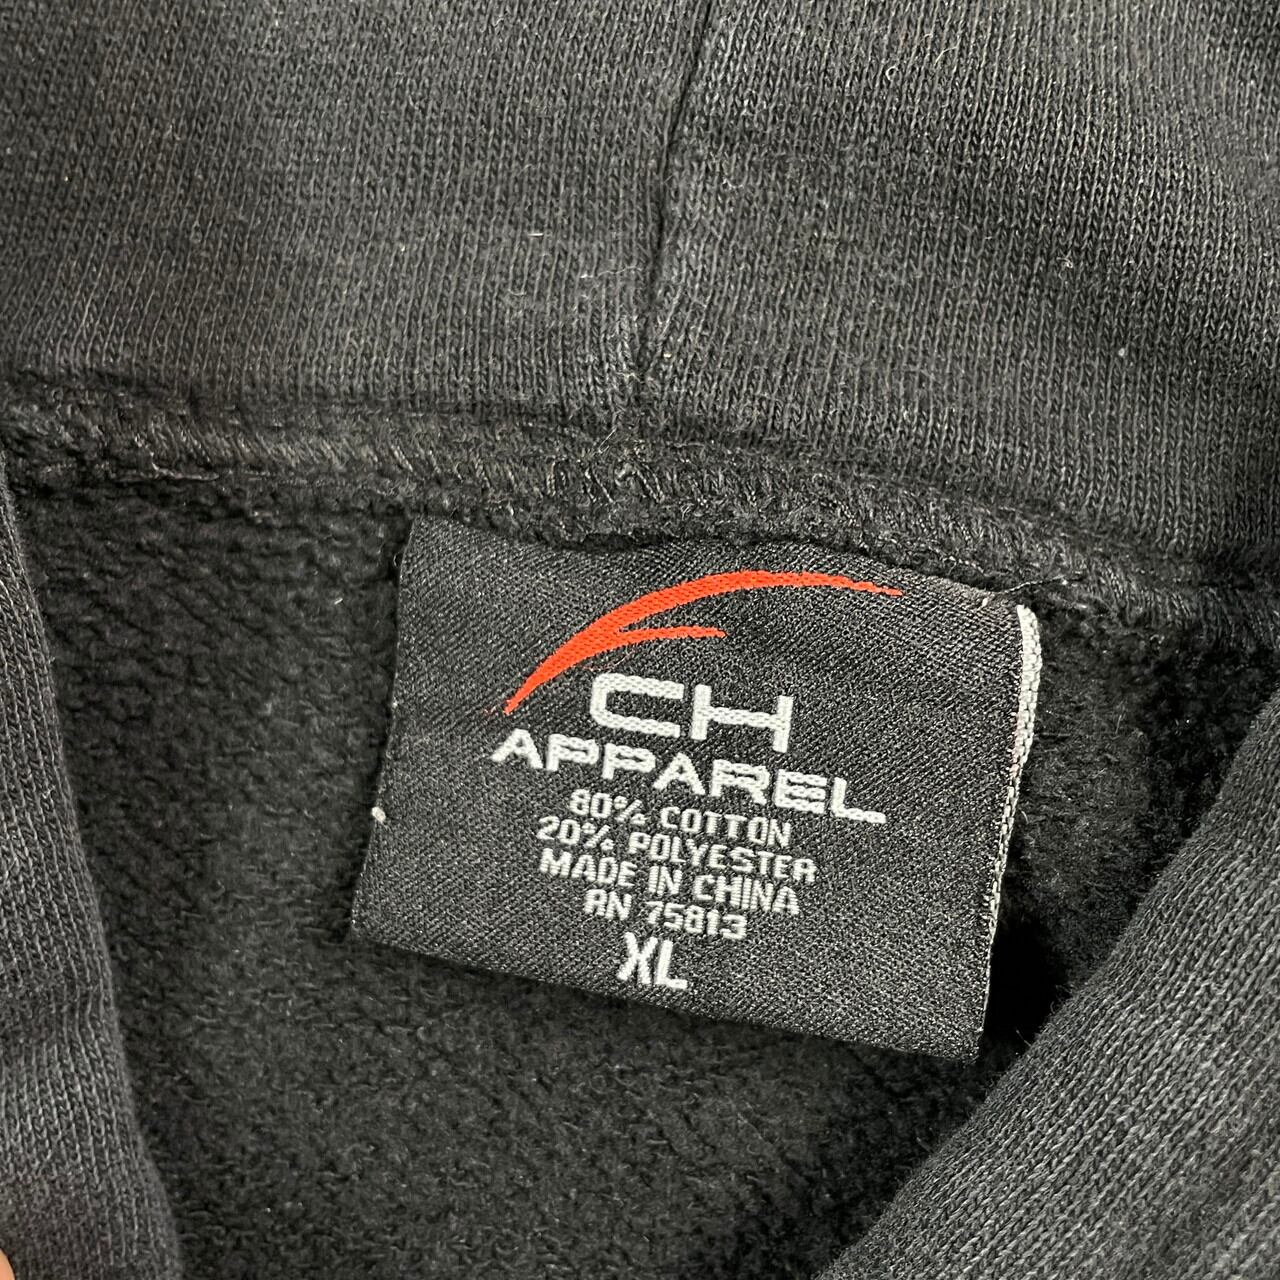 CH
APPAREL
80% COTTON
20% POLYESTER
MADE IN CHINA
RN 75813
XL